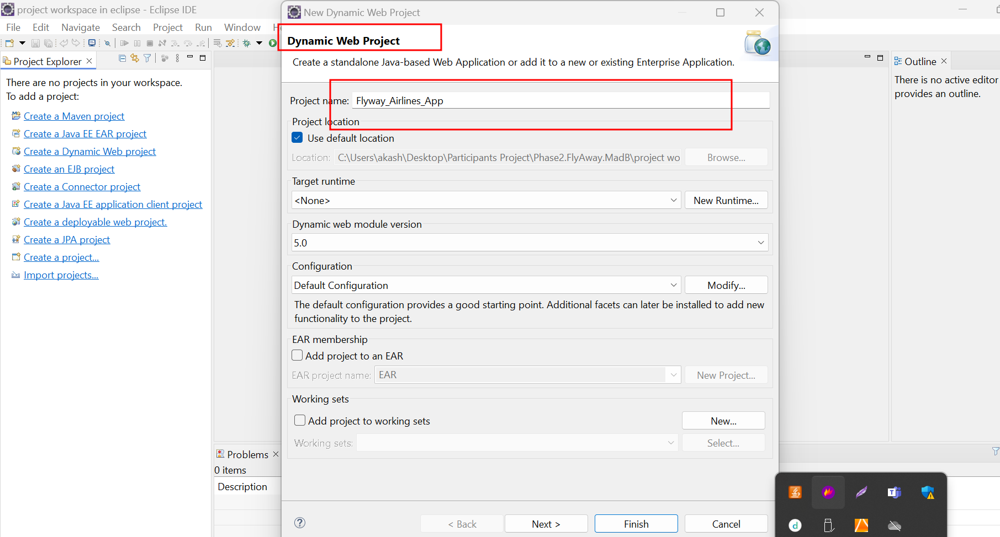 project workspace in eclipse - Eclipse IDE
File Edit Navigate Search Project Run Window
Project Explorer
There are no projects in your workspace.
To add a project:
Create a Maven project
Create a Java EE EAR project
Create a Dynamic Web project
Create an EJB project
Create a Connector project
Create a Java EE application client project
Create a deployable web project.
Create a JPA project
Create a project...
Import projects...
New Dynamic Web Project
Dynamic Web Project
Create a standalone Java-based Web Application or add it to a new or existing Enterprise Application.
Project name: Flyway_Airlines_App
Project location
Use default location
Location: C:\Users\akash\Desktop\Participants Project\Phase2.FlyAway.MadB\project wo Browse...
Target runtime
<None> New Runtime...
Dynamic web module version
5.0
Configuration
Default Configuration Modify...
The default configuration provides a good starting point. Additional facets can later be installed to add new
functionality to the project.
EAR membership
Add project to an EAR
EAR project name: EAR New Project...
Working sets
Add project to working sets New...
Working sets: Select...
< Back Next > Finish Cancel
Outline
There is no active editor
provides an outline.
Problems
0 items
Description